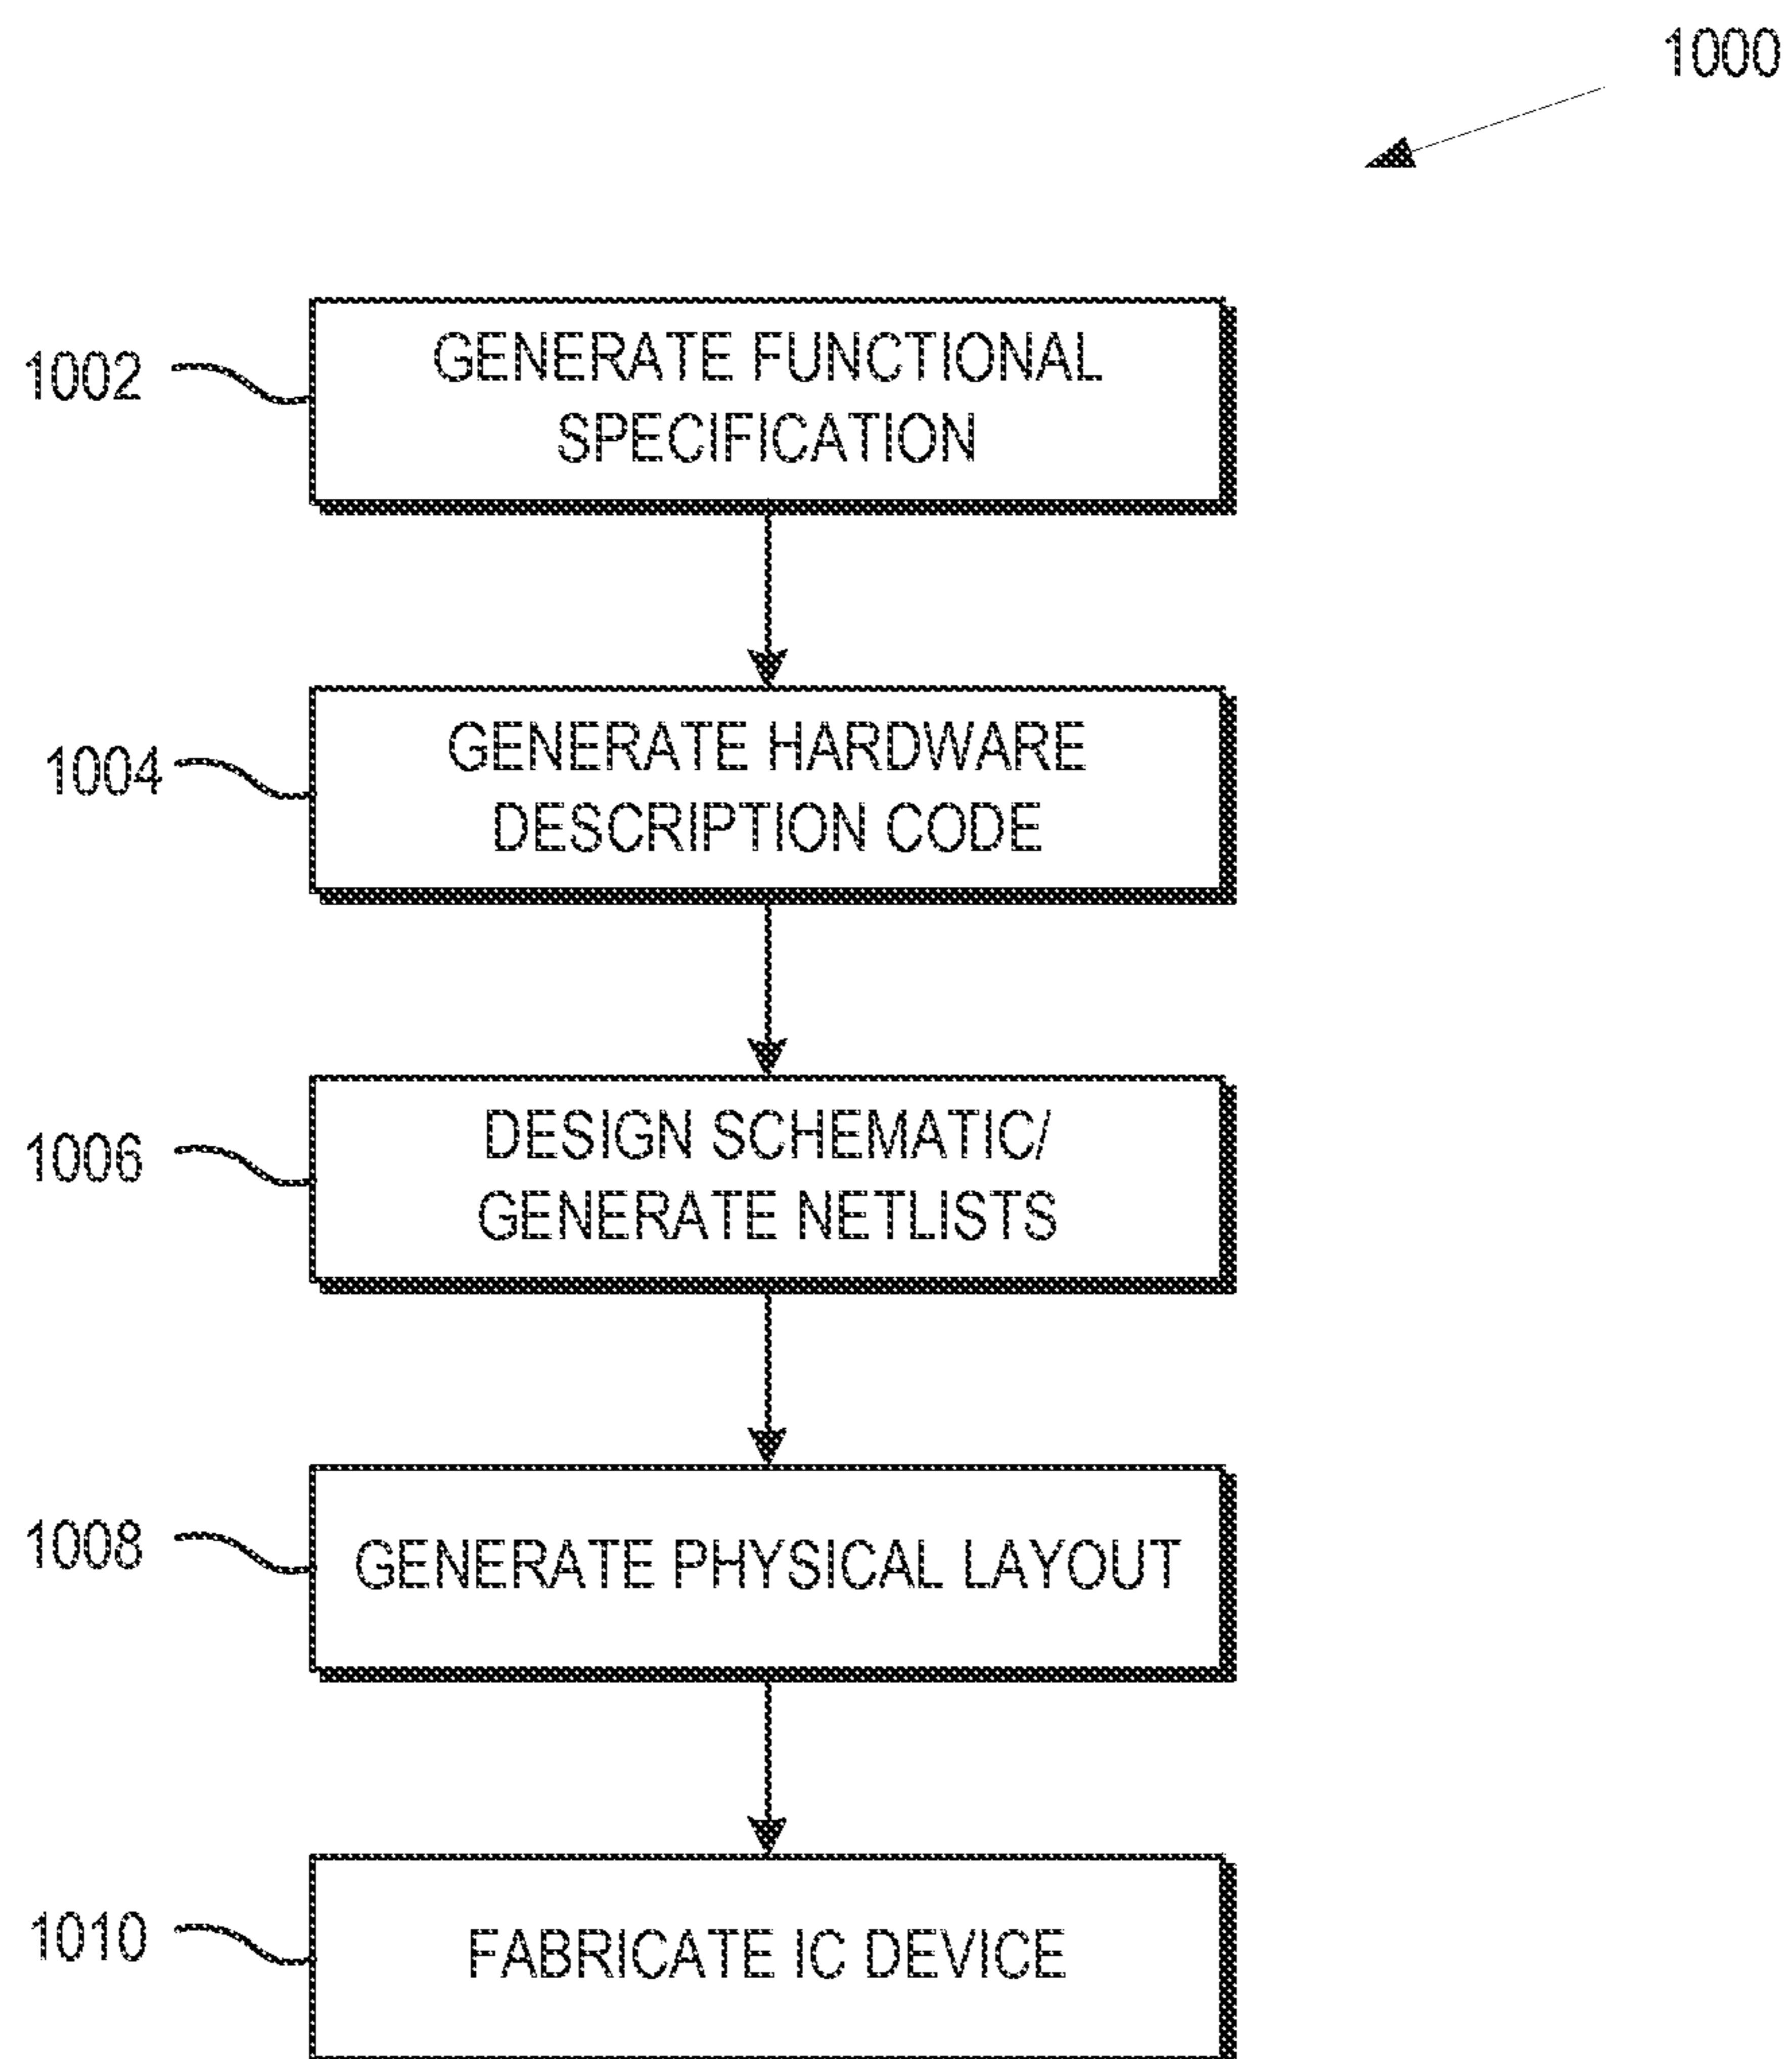 1000
1002
GENERATE FUNCTIONAL
SPECIFICATION
1004
GENERATE HARDWARE
DESCRIPTION CODE
1006
DESIGN SCHEMATIC/
GENERATE NETLISTS
1008
GENERATE PHYSICAL LAYOUT
1010
FABRICATE IC DEVICE